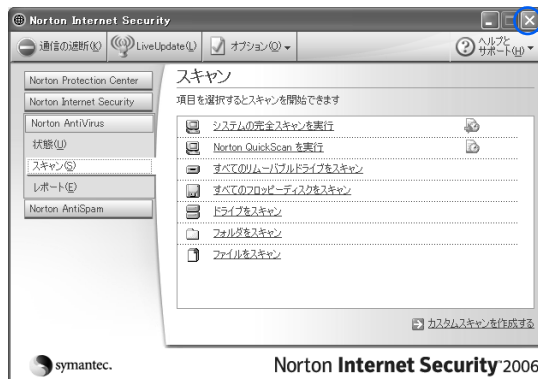 Norton Internet Security
通信の遮断(K) LiveUpdate(L) オプション(O) ヘルプとサポート(H)
Norton Protection Center
Norton Internet Security
Norton AntiVirus
状態(U)
スキャン(S)
レポート(E)
Norton AntiSpam
スキャン
項目を選択するとスキャンを開始できます
システムの完全スキャンを実行
Norton QuickScan を実行
すべてのリムーバブルドライブをスキャン
すべてのフロッピーディスクをスキャン
ドライブをスキャン
フォルダをスキャン
ファイルをスキャン
カスタムスキャンを作成する
symantec.
Norton Internet Security 2006